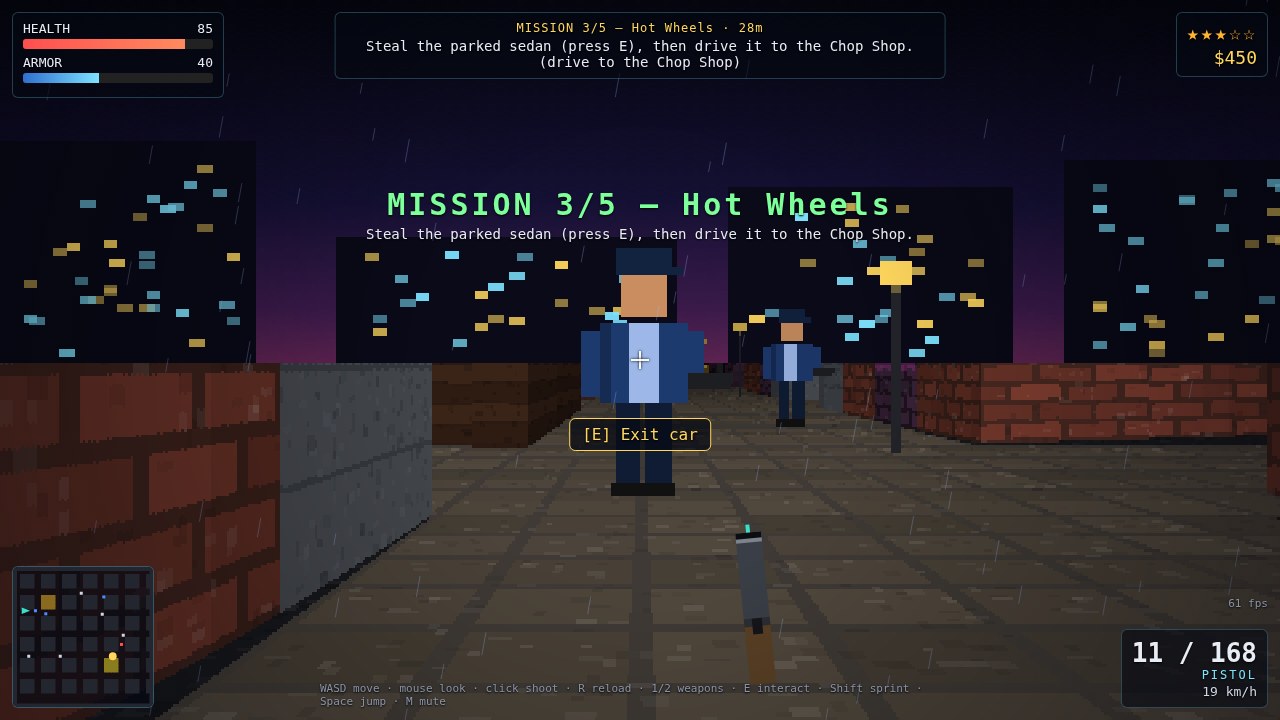 HEALTH 85
ARMOR 40
MISSION 3/5 — Hot Wheels · 28m
Steal the parked sedan (press E), then drive it to the Chop Shop.
(drive to the Chop Shop)
★★★☆☆
$450
MISSION 3/5 — Hot Wheels
Steal the parked sedan (press E), then drive it to the Chop Shop.
[E] Exit car
61 fps
11 / 168
PISTOL
19 km/h
WASD move · mouse look · click shoot · R reload · 1/2 weapons · E interact · Shift sprint ·
Space jump · M mute